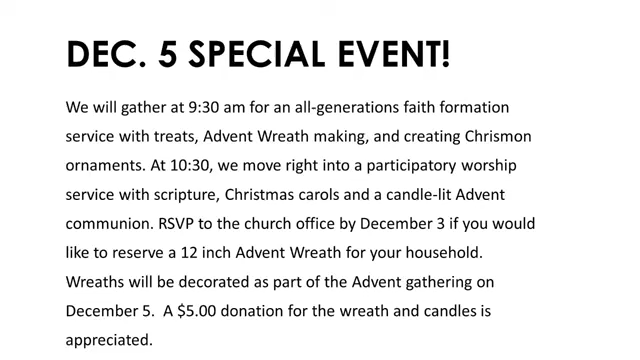 DEC. 5 SPECIAL EVENT!
We will gather at 9:30 am for an all-generations faith formation
service with treats, Advent Wreath making, and creating Chrismon
ornaments. At 10:30, we move right into a participatory worship
service with scripture, Christmas carols and a candle-lit Advent
communion. RSVP to the church office by December 3 if you would
like to reserve a 12 inch Advent Wreath for your household.
Wreaths will be decorated as part of the Advent gathering on
December 5.  A $5.00 donation for the wreath and candles is
appreciated.